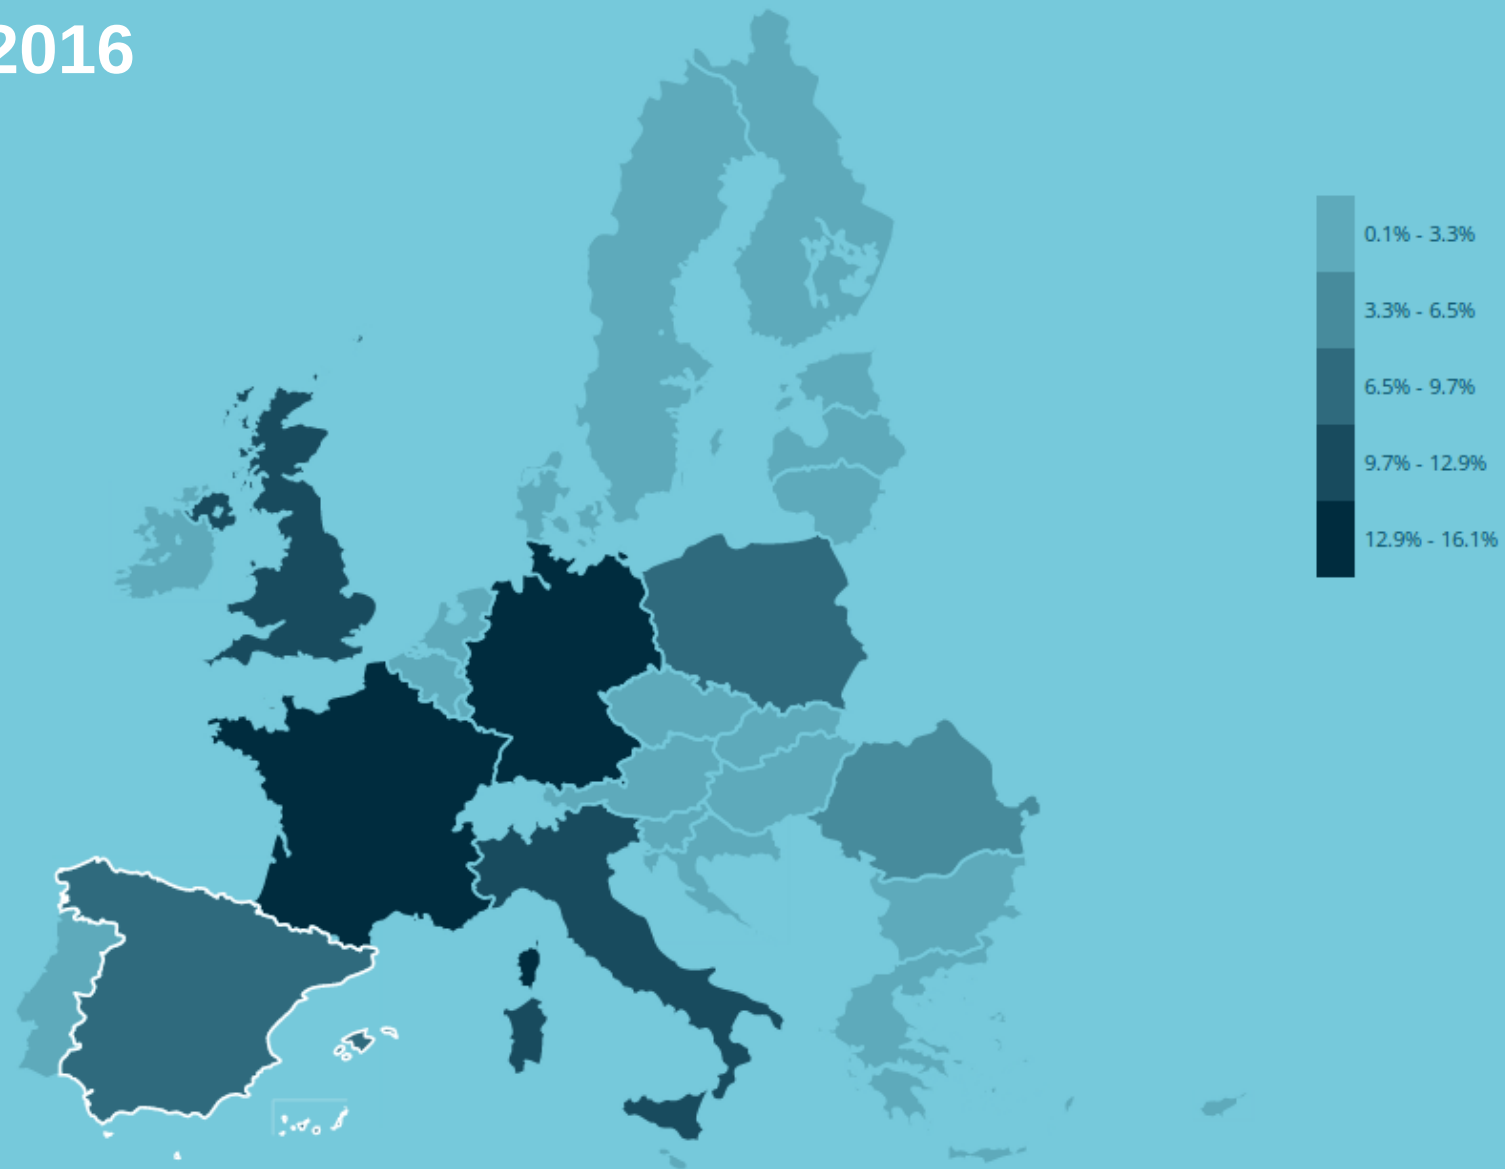 2016
0.1% - 3.3%
3.3% - 6.5%
6.5% - 9.7%
9.7% - 12.9%
12.9% - 16.1%